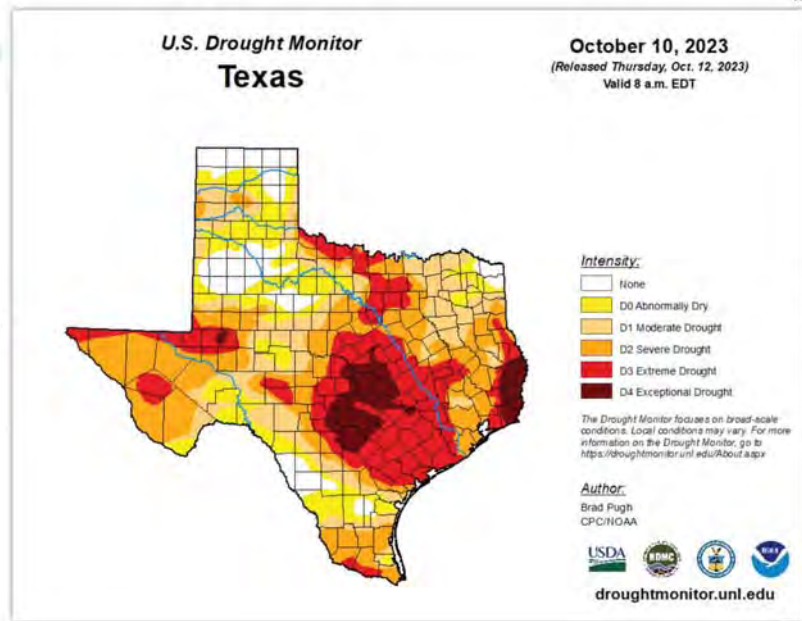 U.S. Drought Monitor
Texas
October 10, 2023
(Released Thursday, Oct. 12, 2023)
Valid 8 a.m. EDT
Intensity:
None
D0 Abnormally Dry
D1 Moderate Drought
D2 Severe Drought
D3 Extreme Drought
D4 Exceptional Drought
The Drought Monitor focuses on broad-scale
conditions. Local conditions may vary. For more
information on the Drought Monitor, go to
https://droughtmonitor.unl.edu/About.aspx
Author:
Brad Pugh
CPC/NOAA
USDA
NDMC
droughtmonitor.unl.edu